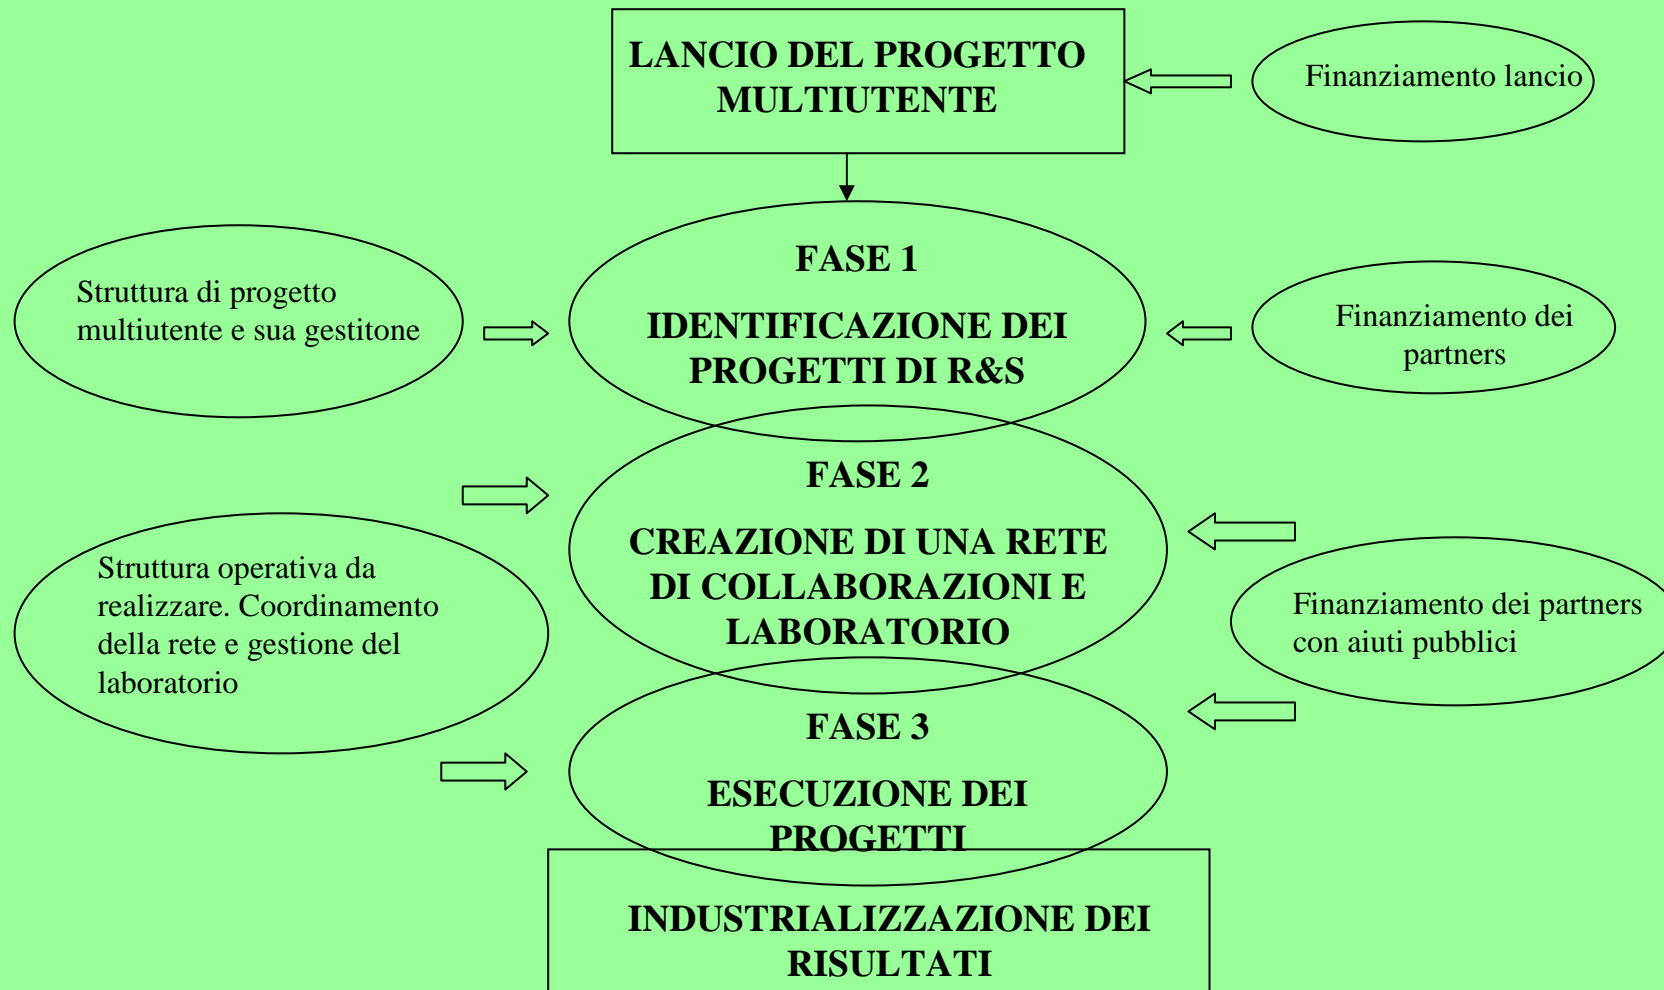 LANCIO DEL PROGETTO
MULTIUTENTE
Finanziamento lancio
FASE 1
IDENTIFICAZIONE DEI
PROGETTI DI R&S
Struttura di progetto
multiutente e sua gestitone
Finanziamento dei
partners
FASE 2
CREAZIONE DI UNA RETE
DI COLLABORAZIONI E
LABORATORIO
Struttura operativa da
realizzare. Coordinamento
della rete e gestione del
laboratorio
Finanziamento dei partners
con aiuti pubblici
FASE 3
ESECUZIONE DEI
PROGETTI
INDUSTRIALIZZAZIONE DEI
RISULTATI